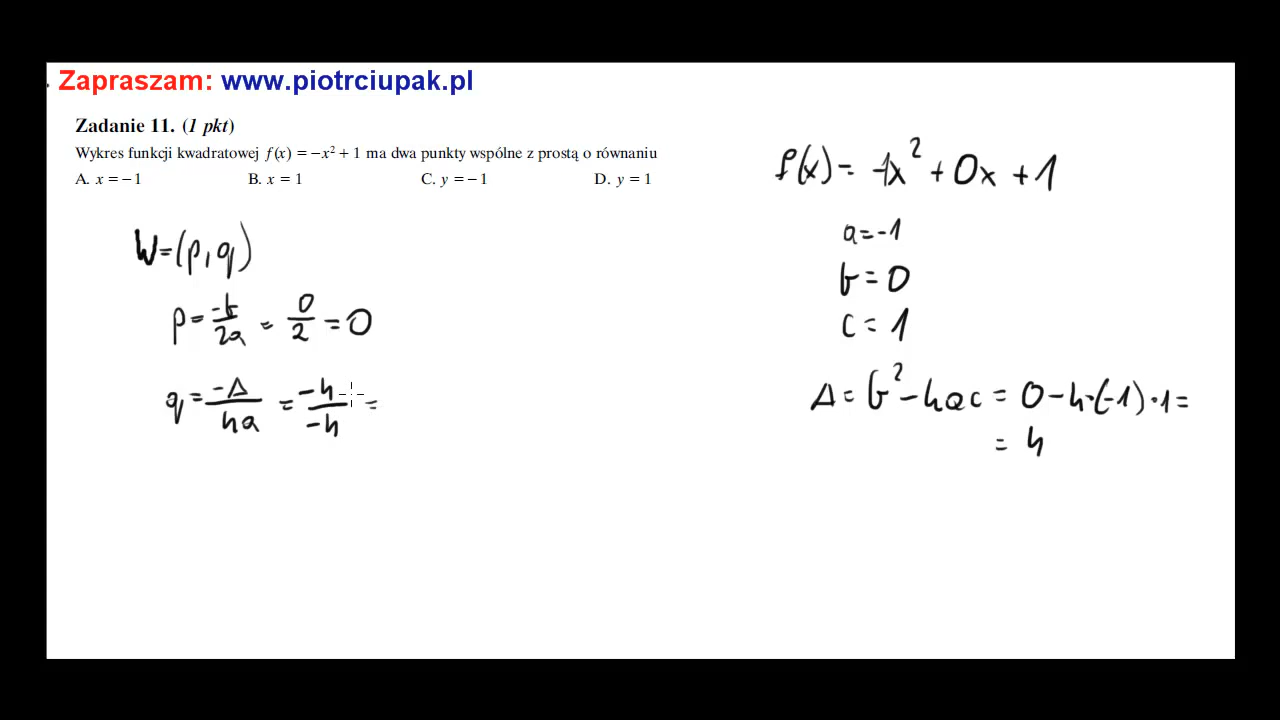 Zapraszam: www.piotrciupak.pl
Zadanie 11. (1 pkt)
Wykres funkcji kwadratowej f(x) = −x² + 1 ma dwa punkty wspólne z prostą o równaniu
A. x = −1 B. x = 1 C. y = −1 D. y = 1
W=(p, q)
p = -b/2a = 0/2 = 0
q = -Δ/4a = -4/-4 =
f(x) = -1x² + 0x + 1
a = -1
b = 0
c = 1
Δ = b² - 4ac = 0 - 4·(-1)·1 =
= 4